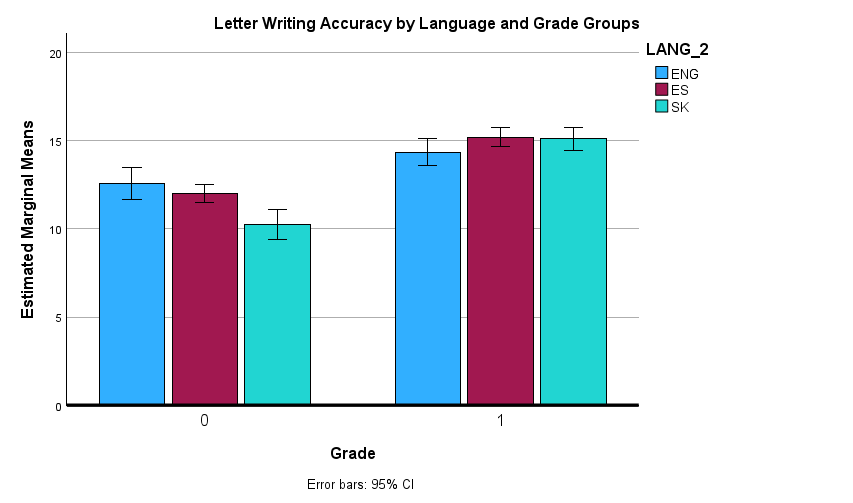 Letter Writing Accuracy by Language and Grade Groups
LANG_2
ENG
ES
SK
Estimated Marginal Means
20
15
10
5
0
0
1
Grade
Error bars: 95% CI